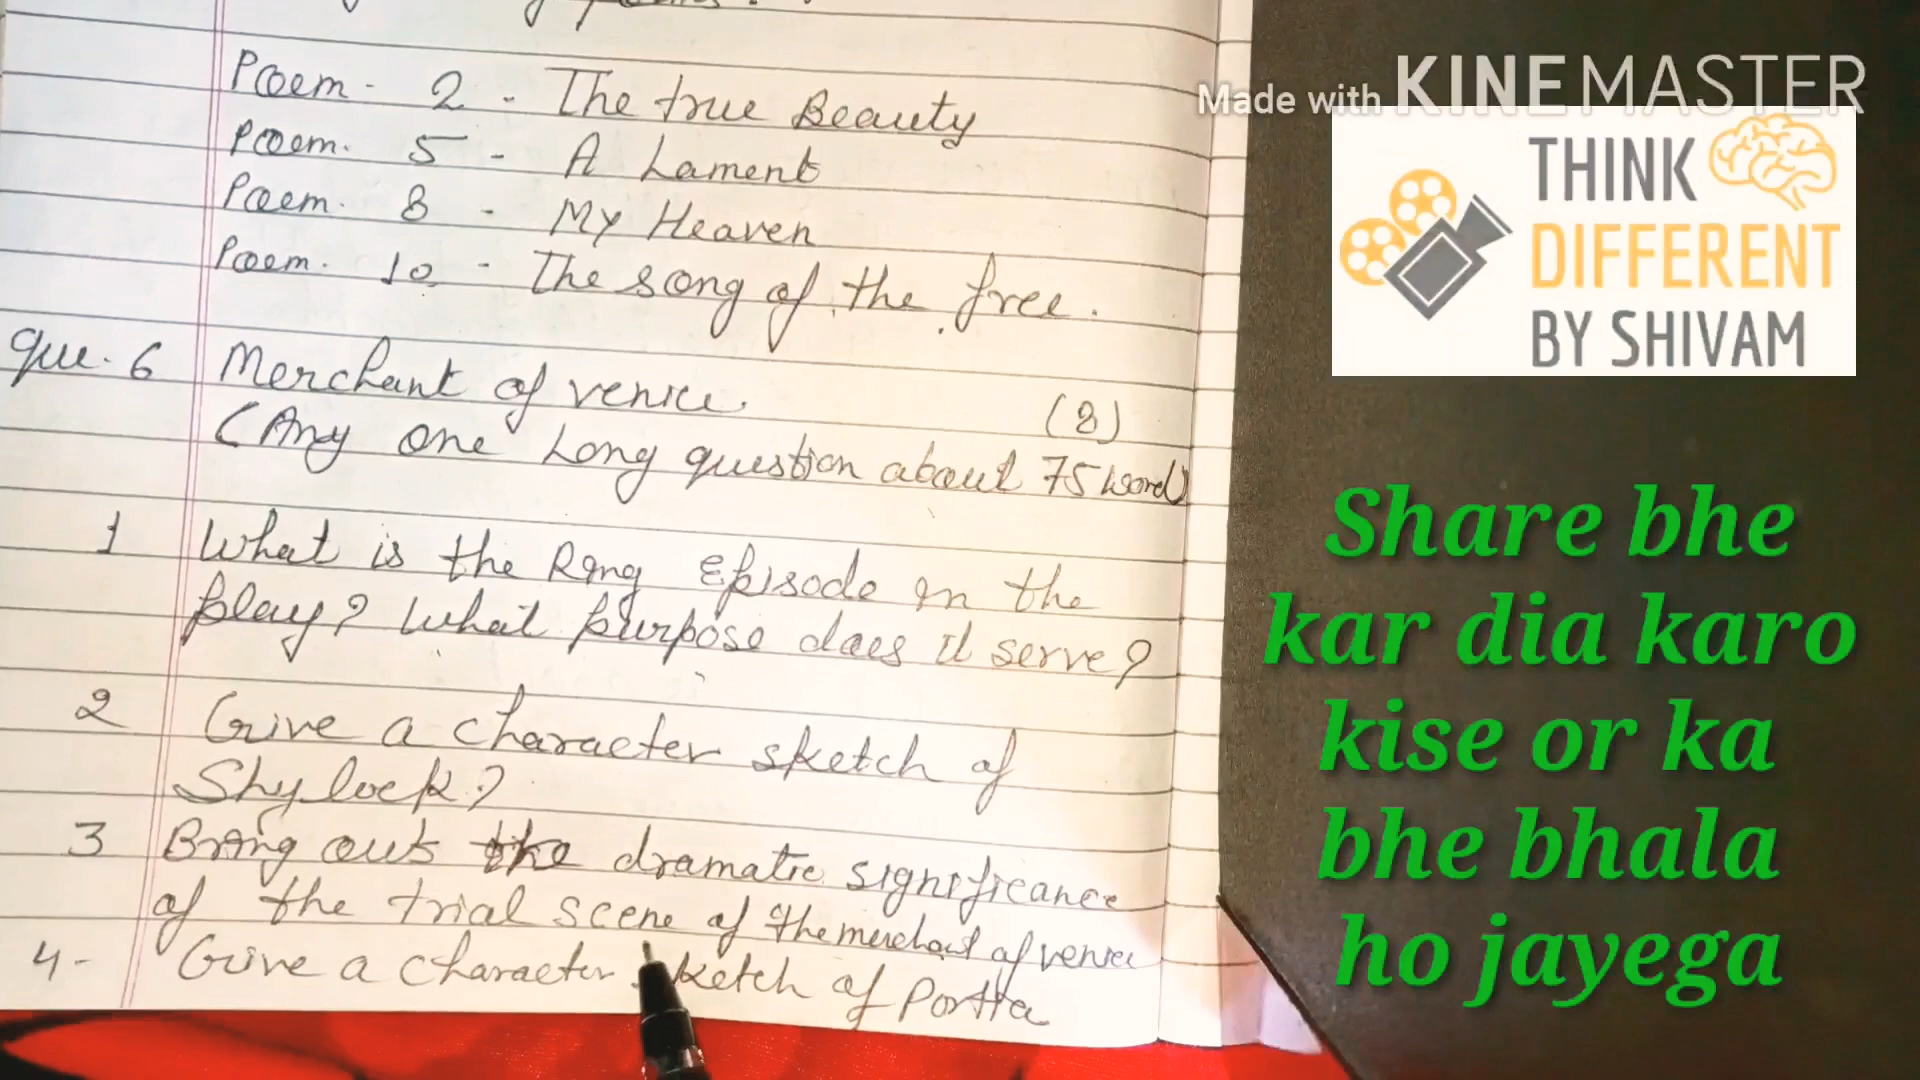 Poem - 2 - The true Beauty
Poem. 5 - A Lament
Poem. 8 - My Heaven
Poem. 10 - The song of the free.
que. 6 Merchant of venice. (8)
(Any one Long question about 75 word)
1 What is the Ring Episode in the
play? What purpose does it serve?
2 Give a character sketch of
Shylock?
3 Bring out the dramatic significance
of the trial scene of the merchant of venice
4- Give a character sketch of Portia
Made with KINEMASTER
THINK
DIFFERENT
BY SHIVAM
Share bhe
kar dia karo
kise or ka
bhe bhala
ho jayega